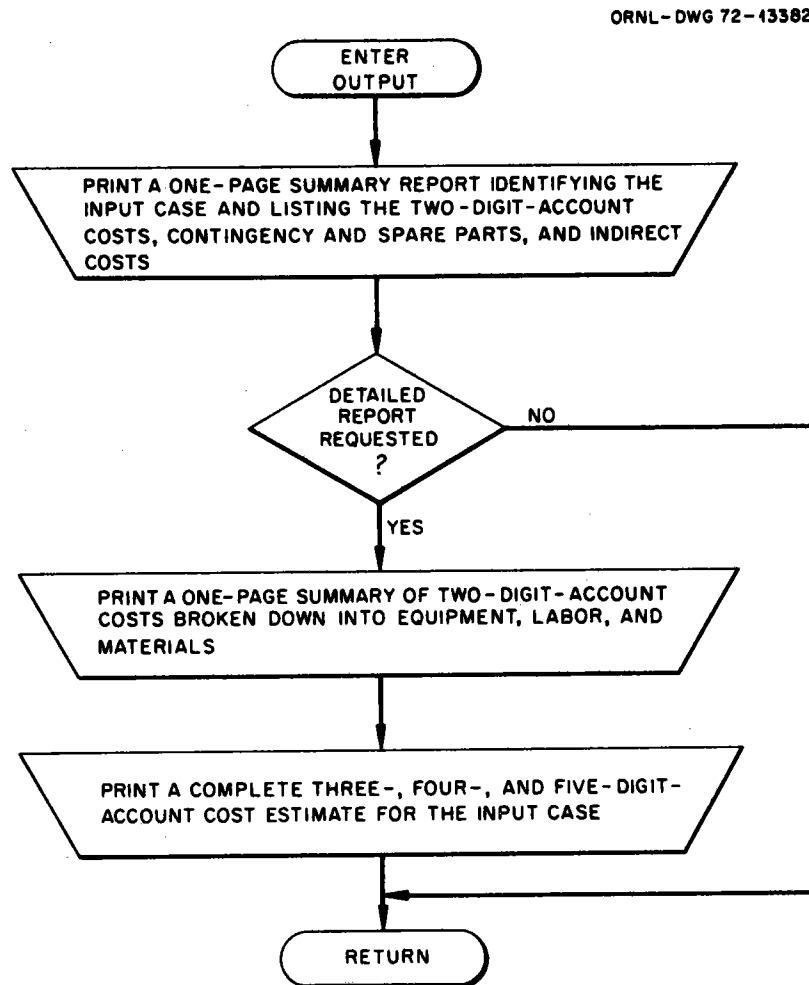 ORNL-DWG 72-13382
ENTER
OUTPUT
PRINT A ONE-PAGE SUMMARY REPORT IDENTIFYING THE
INPUT CASE AND LISTING THE TWO-DIGIT-ACCOUNT
COSTS, CONTINGENCY AND SPARE PARTS, AND INDIRECT
COSTS
DETAILED
REPORT
REQUESTED
?
NO
YES
PRINT A ONE-PAGE SUMMARY OF TWO-DIGIT-ACCOUNT
COSTS BROKEN DOWN INTO EQUIPMENT, LABOR, AND
MATERIALS
PRINT A COMPLETE THREE-, FOUR-, AND FIVE-DIGIT-
ACCOUNT COST ESTIMATE FOR THE INPUT CASE
RETURN